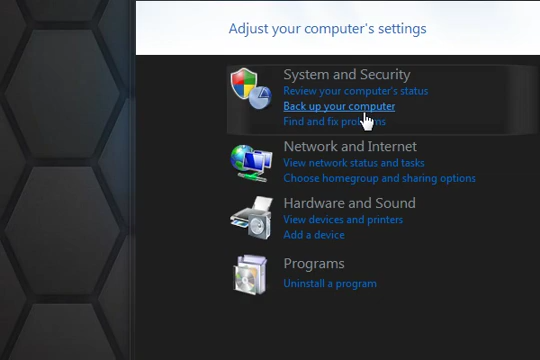 Adjust your computer's settings
System and Security
Review your computer's status
Back up your computer
Find and fix problems
Network and Internet
View network status and tasks
Choose homegroup and sharing options
Hardware and Sound
View devices and printers
Add a device
Programs
Uninstall a program